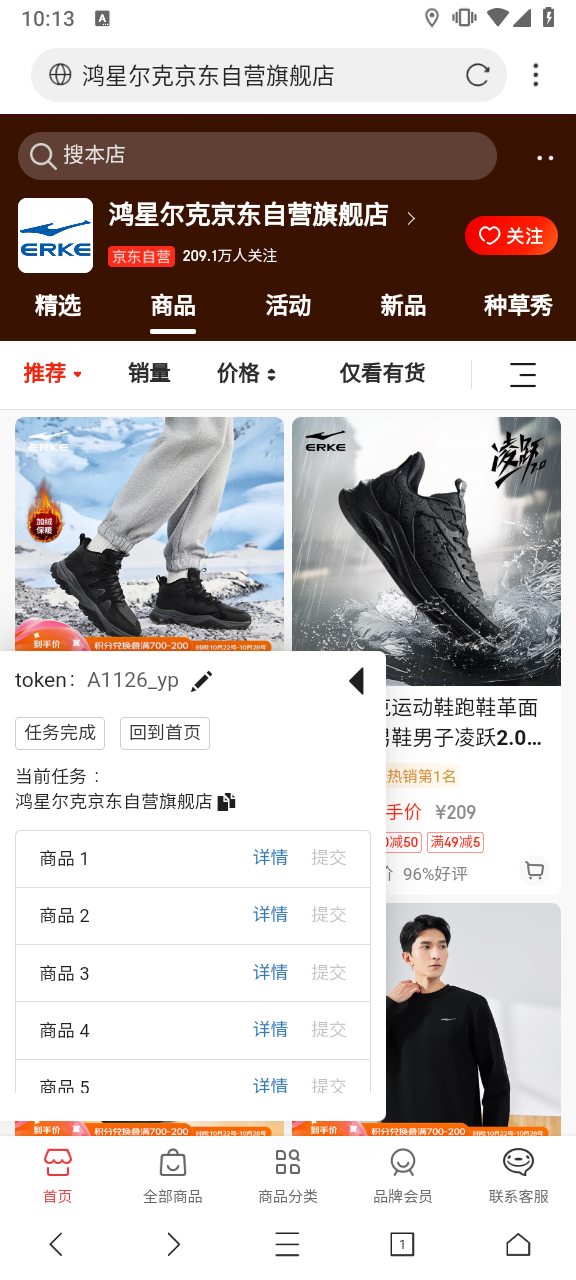 10:13
A
鸿星尔克京东自营旗舰店
搜本店
ERKE
鸿星尔克京东自营旗舰店
京东自营 209.1万人关注
关注
精选 商品 活动 新品 种草秀
推荐 销量 价格 仅看有货
ERKE
加绒
保暖
到手价 积分兑换叠满700-200
ERKE
凌跃7.0
token: A1126_yp
任务完成 回到首页
当前任务：
鸿星尔克京东自营旗舰店
商品 1 详情 提交
商品 2 详情 提交
商品 3 详情 提交
商品 4 详情 提交
商品 5 详情 提交
克运动鞋跑鞋革面
男鞋男子凌跃2.0…
热销第1名
手价 ¥209
0减50 满49减5
价 96%好评
到手价 积分兑换叠满700-200
到手价 积分兑换叠满700-200
首页 全部商品 商品分类 品牌会员 联系客服
1